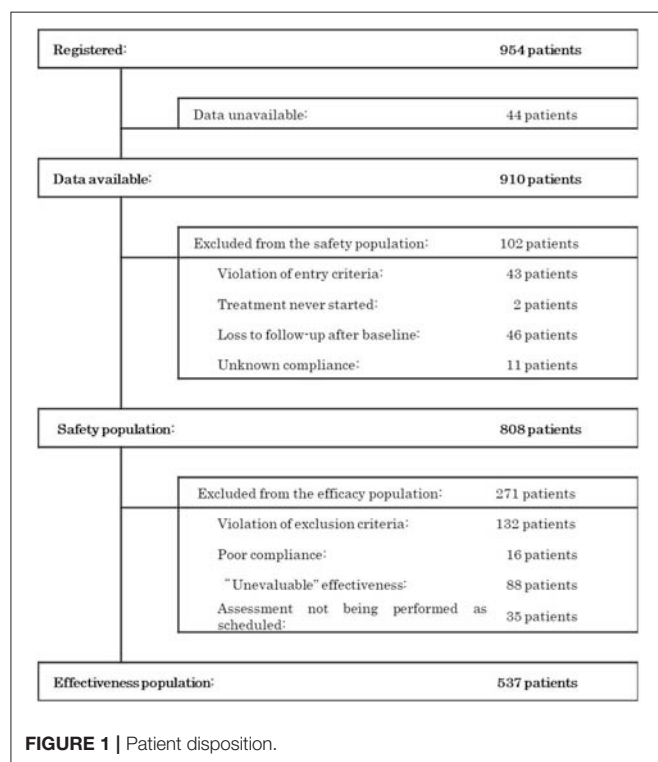 Registered: 954 patients
Data unavailable: 44 patients
Data available: 910 patients
Excluded from the safety population: 102 patients
Violation of entry criteria: 43 patients
Treatment never started: 2 patients
Loss to follow-up after baseline: 46 patients
Unknown compliance: 11 patients
Safety population: 808 patients
Excluded from the efficacy population: 271 patients
Violation of exclusion criteria: 132 patients
Poor compliance: 16 patients
"Unevaluable" effectiveness: 88 patients
Assessment not being performed as
scheduled: 35 patients
Effectiveness population: 537 patients
FIGURE 1 | Patient disposition.